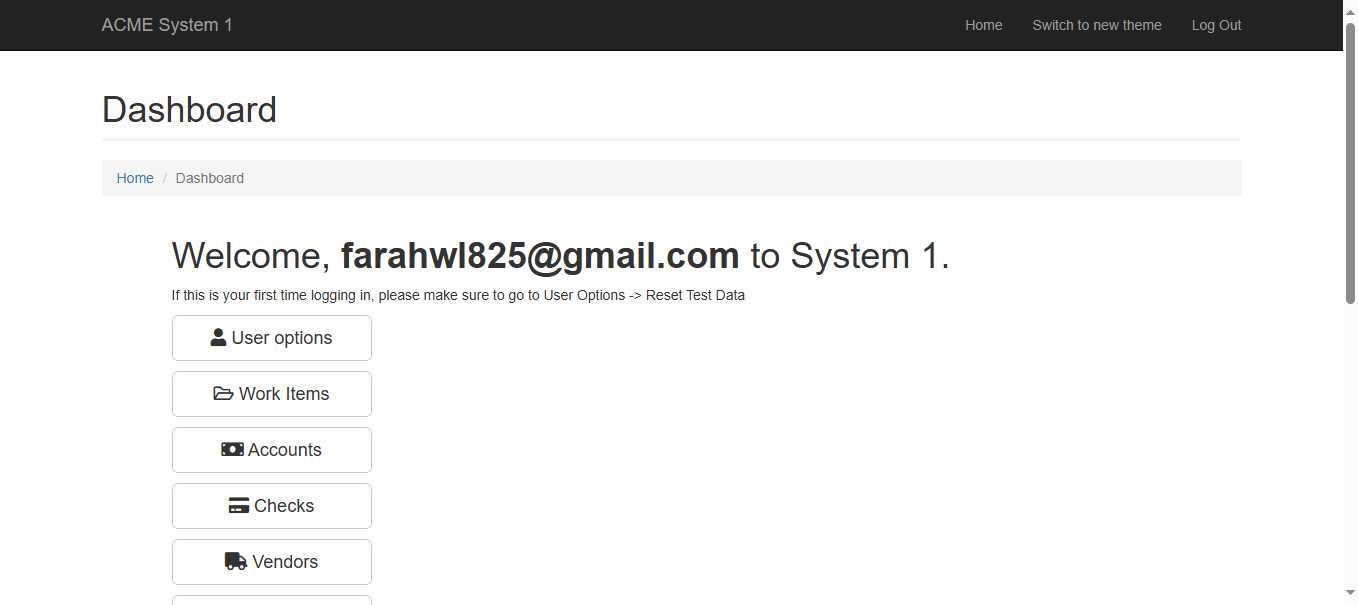 ACME System 1
Home
Switch to new theme
Log Out
Dashboard
Home / Dashboard
Welcome, farahwl825@gmail.com to System 1.
If this is your first time logging in, please make sure to go to User Options -> Reset Test Data
User options
Work Items
Accounts
Checks
Vendors